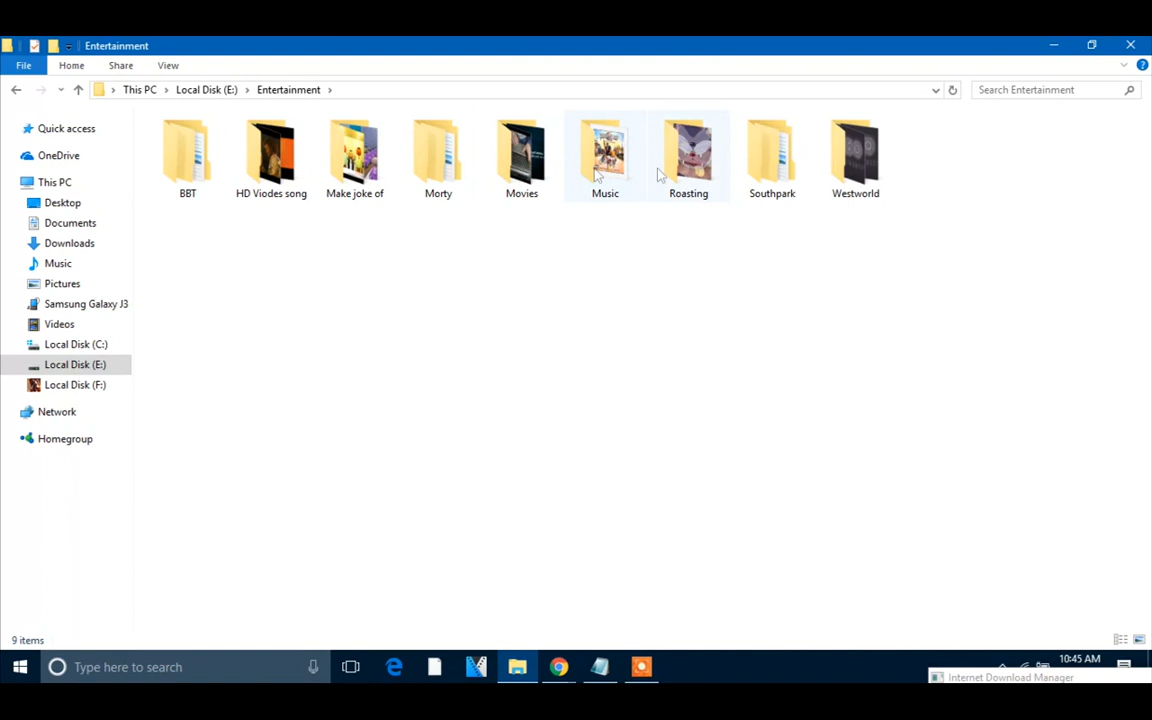 Entertainment
File Home Share View
This PC Local Disk (E:) Entertainment
Search Entertainment
Quick access
OneDrive
This PC
Desktop
Documents
Downloads
Music
Pictures
Samsung Galaxy J3
Videos
Local Disk (C:)
Local Disk (E:)
Local Disk (F:)
Network
Homegroup
BBT HD Viodes song Make joke of Morty Movies Music Roasting Southpark Westworld
9 items
Type here to search
10:45 AM
Internet Download Manager